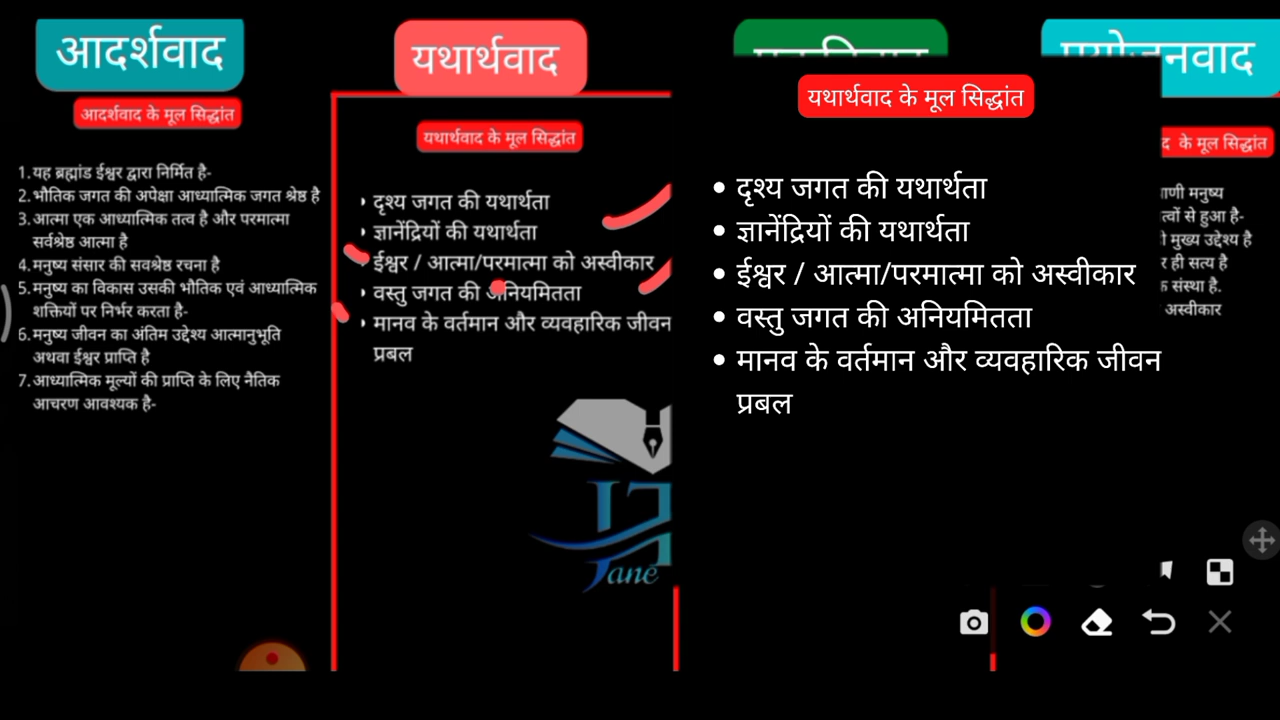 आदर्शवाद
आदर्शवाद के मूल सिद्धांत
1. यह ब्रह्मांड ईश्वर द्वारा निर्मित है-
2. भौतिक जगत की अपेक्षा आध्यात्मिक जगत श्रेष्ठ है
3. आत्मा एक आध्यात्मिक तत्व है और परमात्मा
सर्वश्रेष्ठ आत्मा है
4. मनुष्य संसार की सवश्रेष्ठ रचना है
5. मनुष्य का विकास उसकी भौतिक एवं आध्यात्मिक
शक्तियों पर निर्भर करता है-
6. मनुष्य जीवन का अंतिम उद्देश्य आत्मानुभूति
अथवा ईश्वर प्राप्ति है
7. आध्यात्मिक मूल्यों की प्राप्ति के लिए नैतिक
आचरण आवश्यक है-
यथार्थवाद
यथार्थवाद के मूल सिद्धांत
दृश्य जगत की यथार्थता
ज्ञानेंद्रियों की यथार्थता
ईश्वर / आत्मा/परमात्मा को अस्वीकार
वस्तु जगत की अनियमितता
मानव के वर्तमान और व्यवहारिक जीवन
प्रबल
Jane
यथार्थवाद के मूल सिद्धांत
• दृश्य जगत की यथार्थता
• ज्ञानेंद्रियों की यथार्थता
• ईश्वर / आत्मा/परमात्मा को अस्वीकार
• वस्तु जगत की अनियमितता
• मानव के वर्तमान और व्यवहारिक जीवन
प्रबल
प्रयोजनवाद
के मूल सिद्धांत
मनुष्य
से हुआ है-
मुख्य उद्देश्य है
ही सत्य है
संस्था है.
अस्वीकार